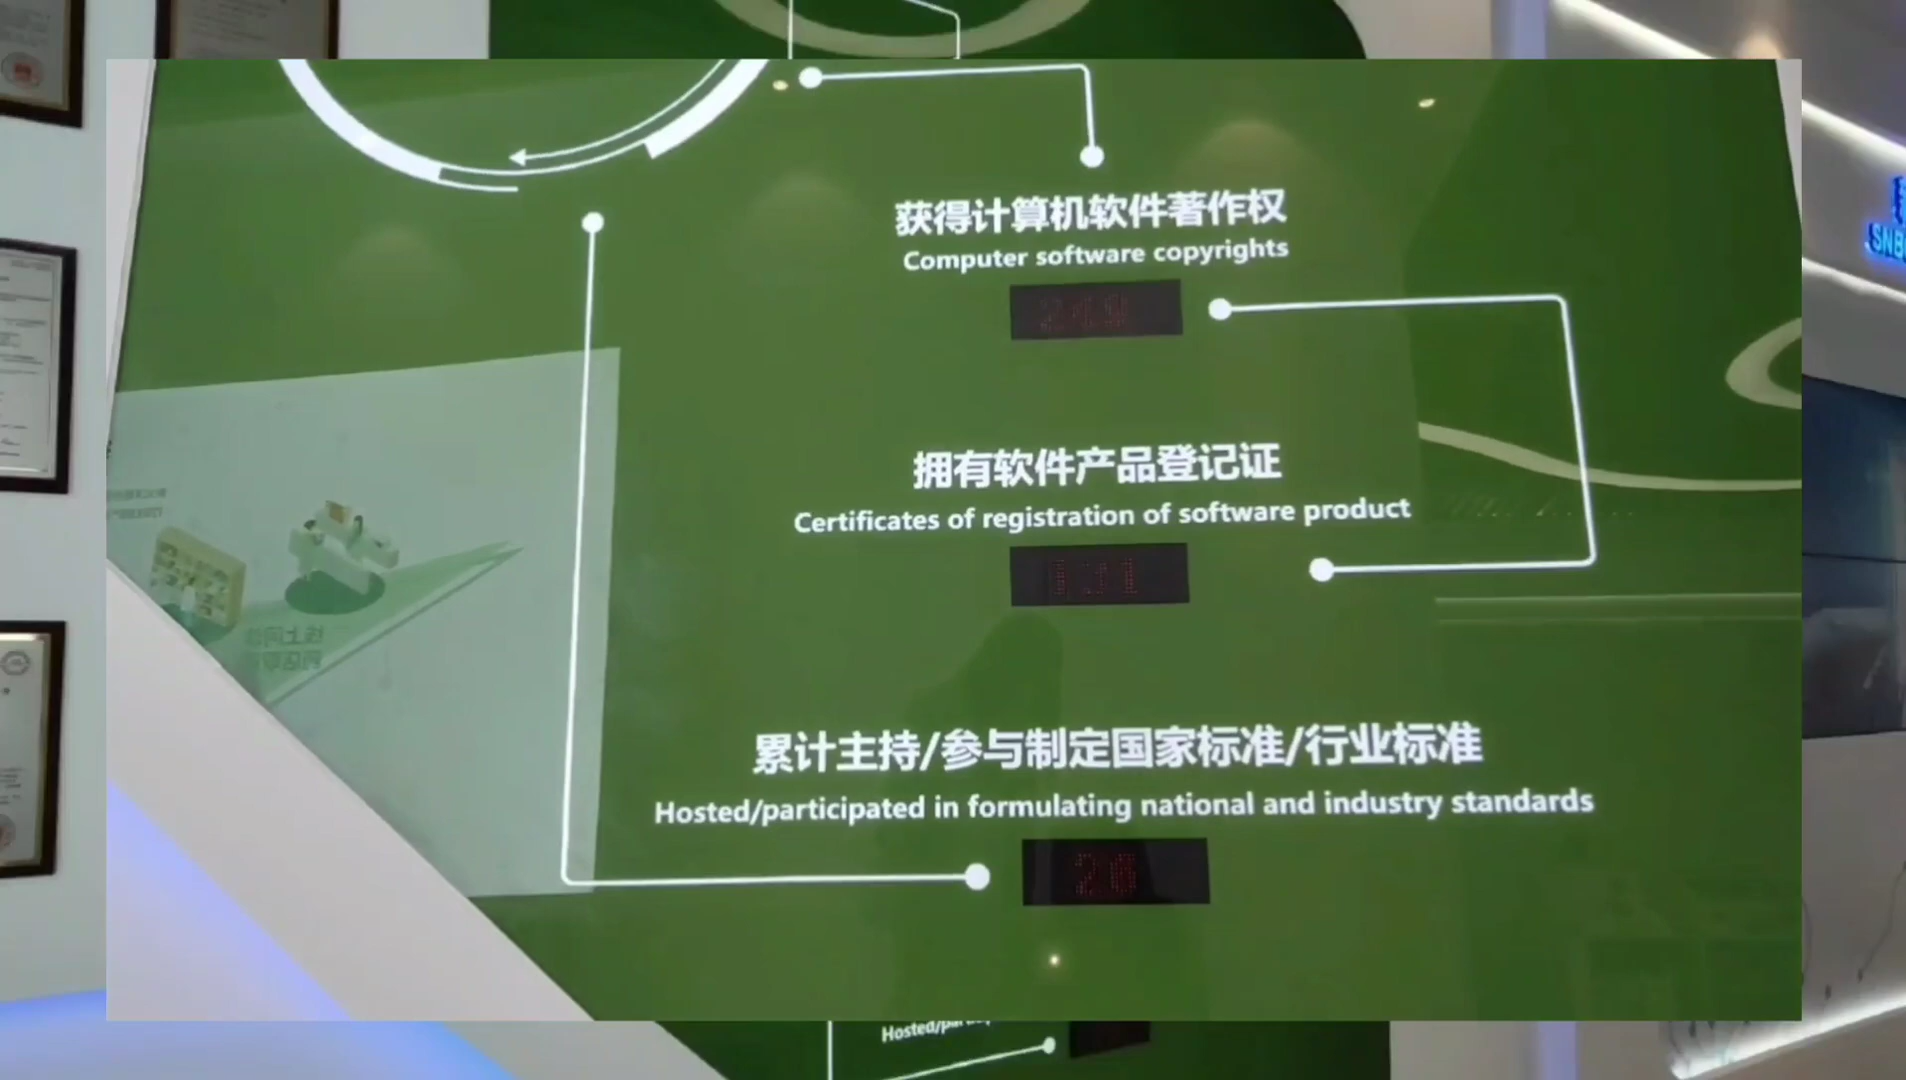 获得计算机软件著作权
Computer software copyrights
拥有软件产品登记证
Certificates of registration of software product
累计主持/参与制定国家标准/行业标准
Hosted/participated in formulating national and industry standards
20
SNB